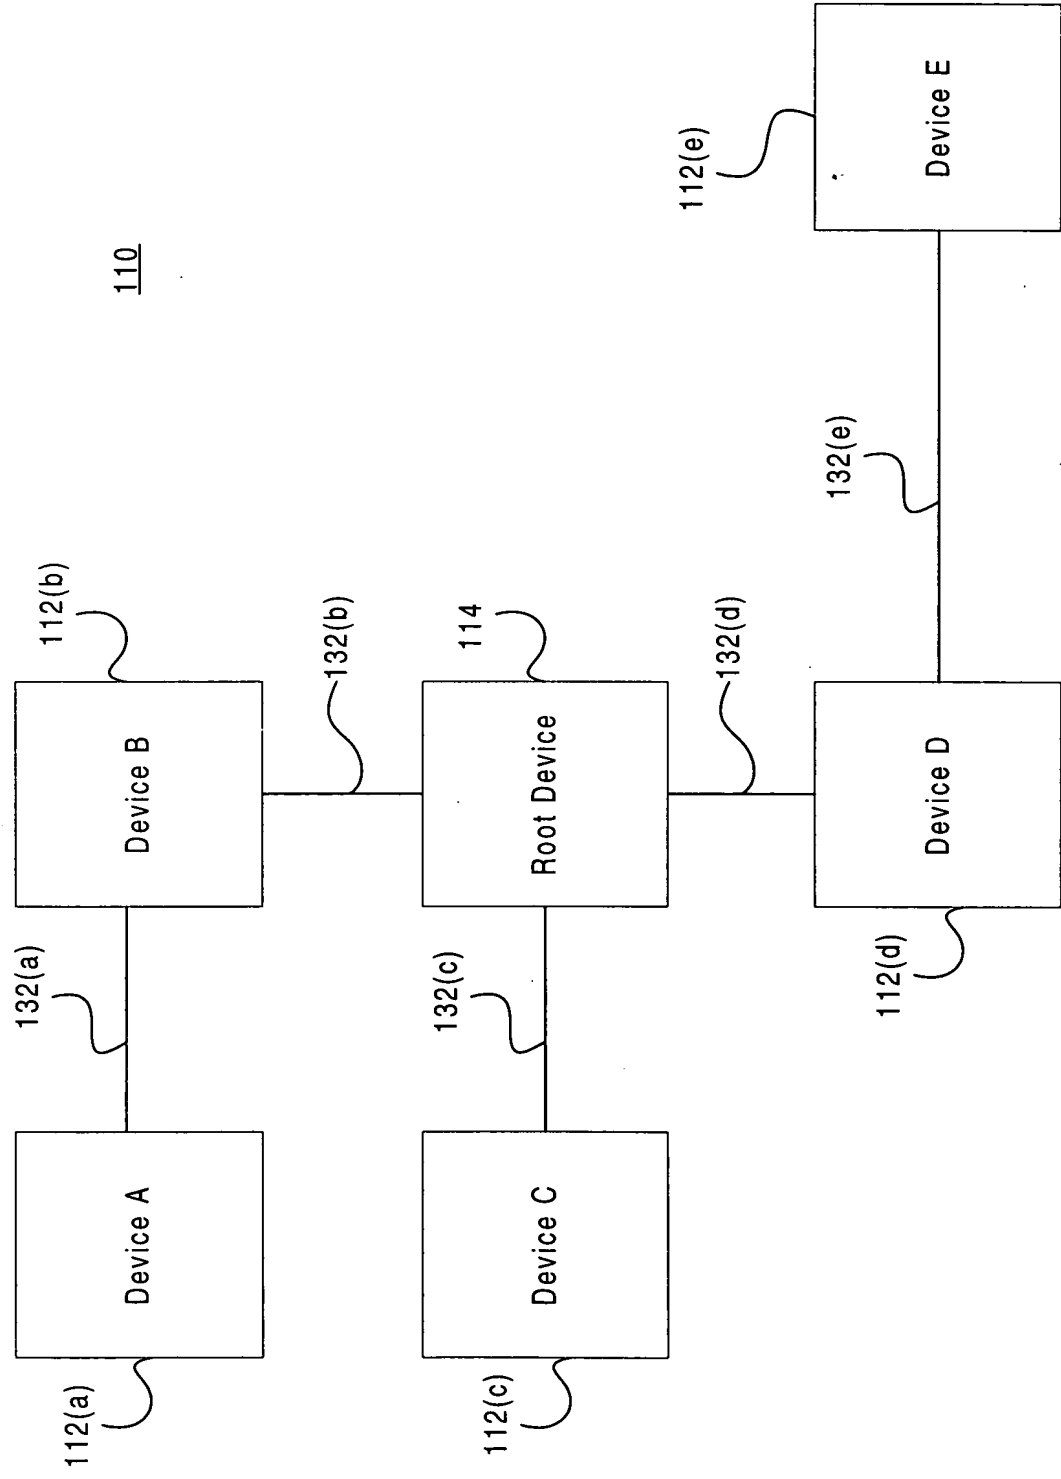 110
112(a)
Device A
132(a)
Device B
112(b)
132(b)
112(c)
Device C
132(c)
Root Device
114
132(d)
112(d)
Device D
132(e)
Device E
112(e)